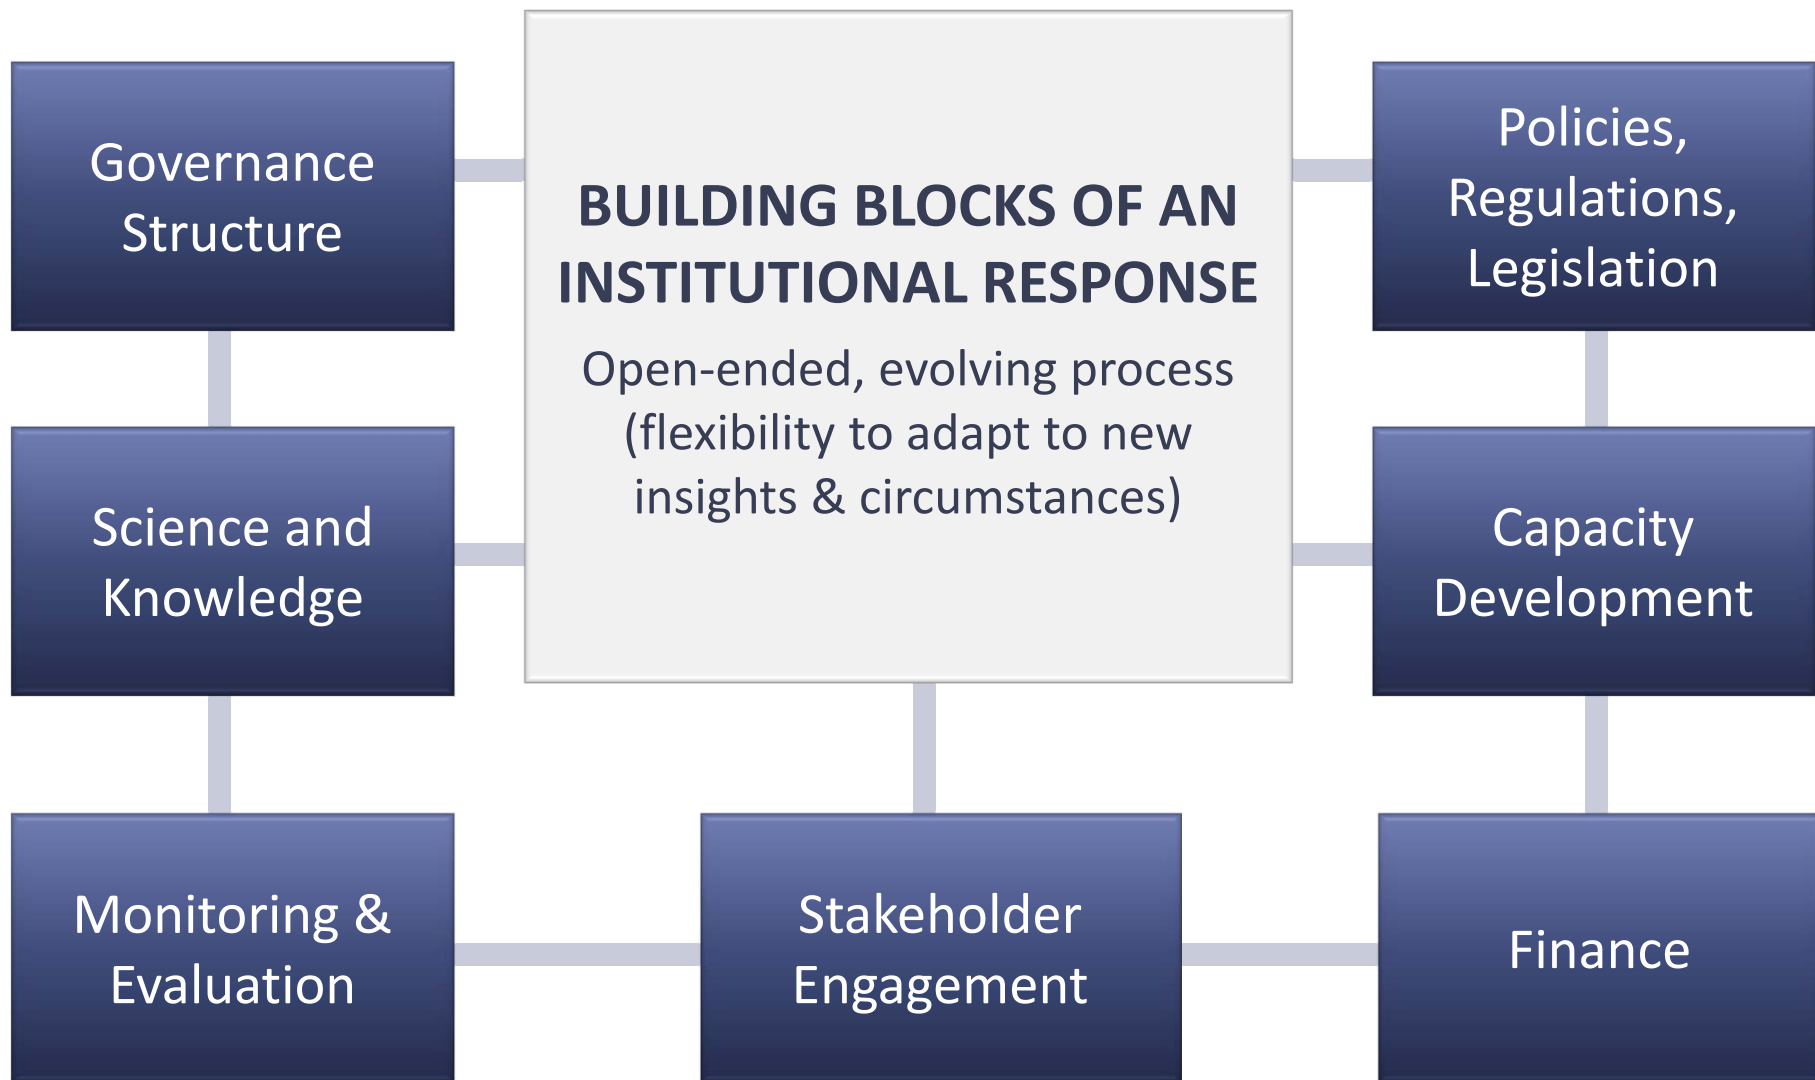 Governance
Structure
BUILDING BLOCKS OF AN
INSTITUTIONAL RESPONSE
Open-ended, evolving process
(flexibility to adapt to new
insights & circumstances)
Policies,
Regulations,
Legislation
Science and
Knowledge
Capacity
Development
Monitoring &
Evaluation
Stakeholder
Engagement
Finance